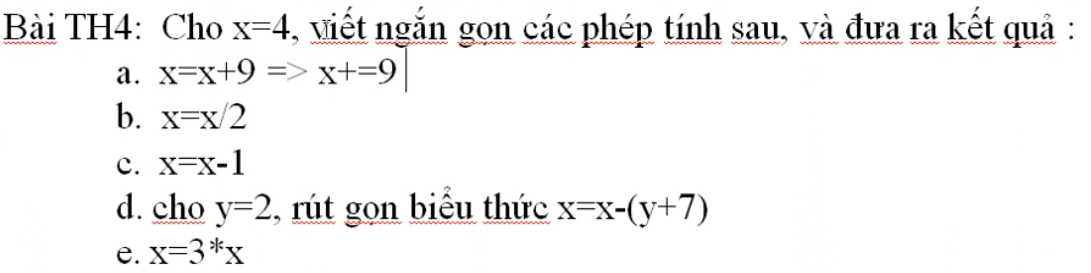 Bài TH4: Cho x=4, viết ngắn gọn các phép tính sau, và đưa ra kết quả :
a. x=x+9 => x+=9
b. x=x/2
c. x=x-1
d. cho y=2, rút gọn biểu thức x=x-(y+7)
e. x=3*x